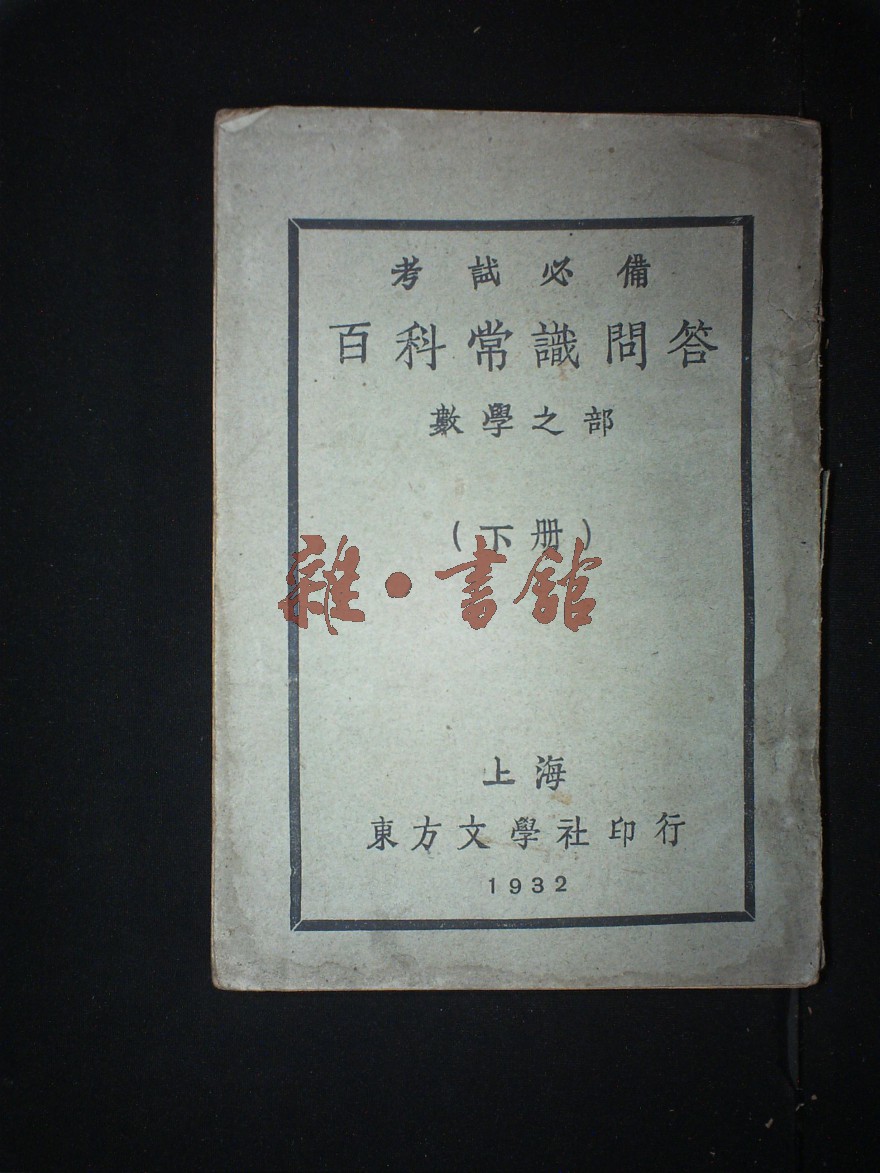 考試必備
百科常識問答
數學之部
(下册)
雜·書館
上海
東方文學社印行
1932